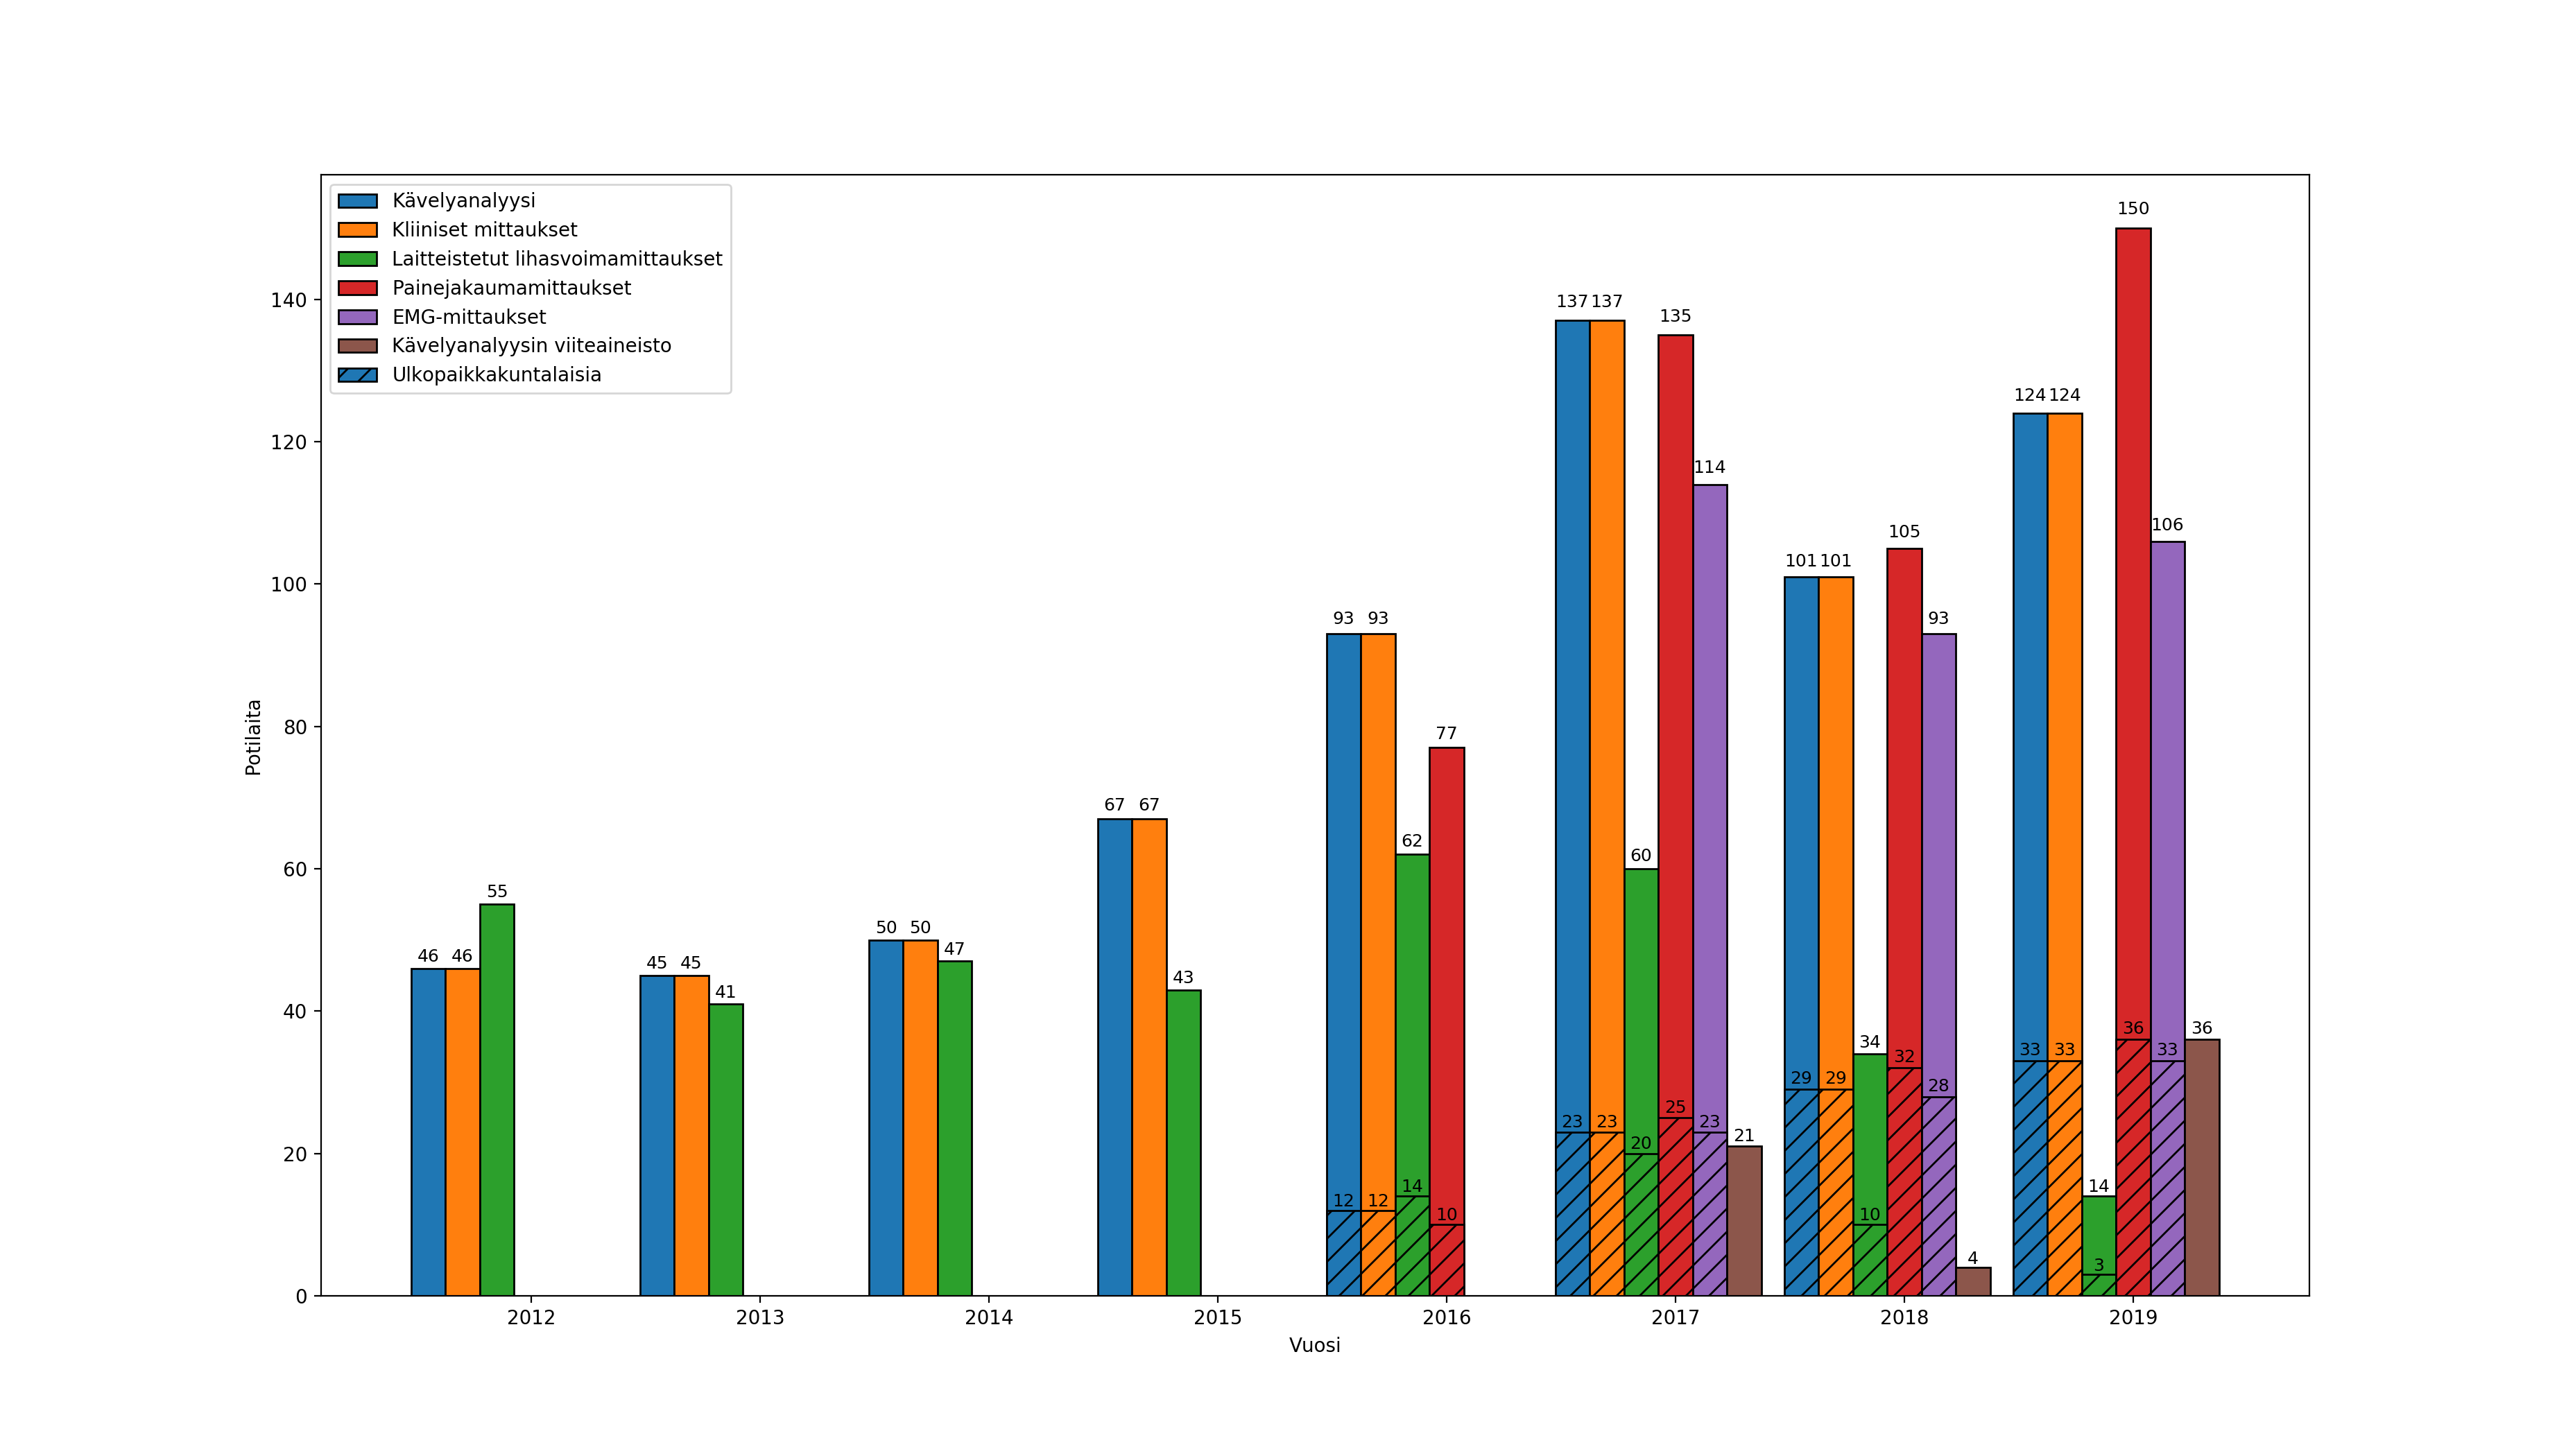 Kävelyanalyysi
Kliiniset mittaukset
Laitteistetut lihasvoimamittaukset
Painejakaumamittaukset
EMG-mittaukset
Kävelyanalyysin viiteaineisto
Ulkopaikkakuntalaisia
Potilaita
140
120
100
80
60
40
20
0
46 46 55
45 45 41
50 50 47
67 67 43
93 93 62 77
12 12 14 10
137 137 60 135 114 21
23 23 20 25 23
101 101 34 105 93 4
29 29 10 32 28
124 124 14 150 106 36
33 33 3 36 33
2012 2013 2014 2015 2016 2017 2018 2019
Vuosi